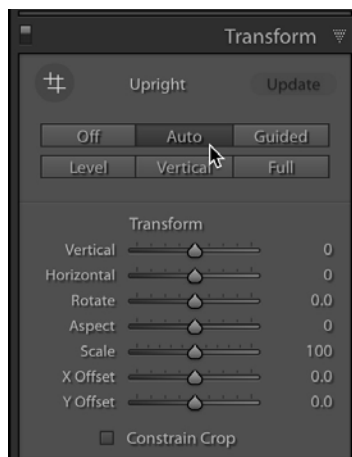 Transform
Upright Update
Off Auto Guided
Level Vertical Full
Transform
Vertical 0
Horizontal 0
Rotate 0.0
Aspect 0
Scale 100
X Offset 0.0
Y Offset 0.0
Constrain Crop